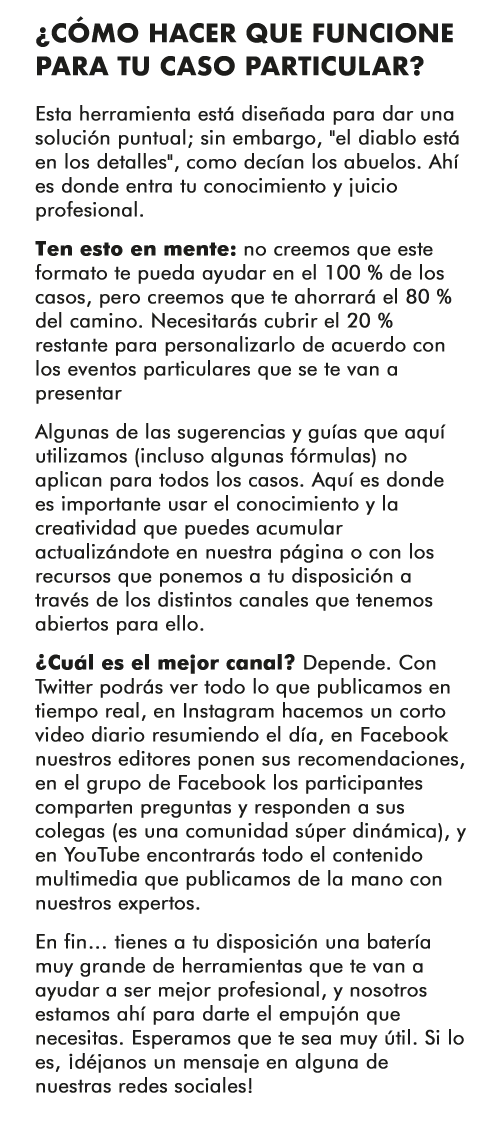 ¿CÓMO HACER QUE FUNCIONE
PARA TU CASO PARTICULAR?
Esta herramienta está diseñada para dar una
solución puntual; sin embargo, "el diablo está
en los detalles", como decían los abuelos. Ahí
es donde entra tu conocimiento y juicio
profesional.
Ten esto en mente: no creemos que este
formato te pueda ayudar en el 100 % de los
casos, pero creemos que te ahorrará el 80 %
del camino. Necesitarás cubrir el 20 %
restante para personalizarlo de acuerdo con
los eventos particulares que se te van a
presentar
Algunas de las sugerencias y guías que aquí
utilizamos (incluso algunas fórmulas) no
aplican para todos los casos. Aquí es donde
es importante usar el conocimiento y la
creatividad que puedes acumular
actualizándote en nuestra página o con los
recursos que ponemos a tu disposición a
través de los distintos canales que tenemos
abiertos para ello.
¿Cuál es el mejor canal? Depende. Con
Twitter podrás ver todo lo que publicamos en
tiempo real, en Instagram hacemos un corto
video diario resumiendo el día, en Facebook
nuestros editores ponen sus recomendaciones,
en el grupo de Facebook los participantes
comparten preguntas y responden a sus
colegas (es una comunidad súper dinámica), y
en YouTube encontrarás todo el contenido
multimedia que publicamos de la mano con
nuestros expertos.
En fin... tienes a tu disposición una batería
muy grande de herramientas que te van a
ayudar a ser mejor profesional, y nosotros
estamos ahí para darte el empujón que
necesitas. Esperamos que te sea muy útil. Si lo
es, ¡déjanos un mensaje en alguna de
nuestras redes sociales!